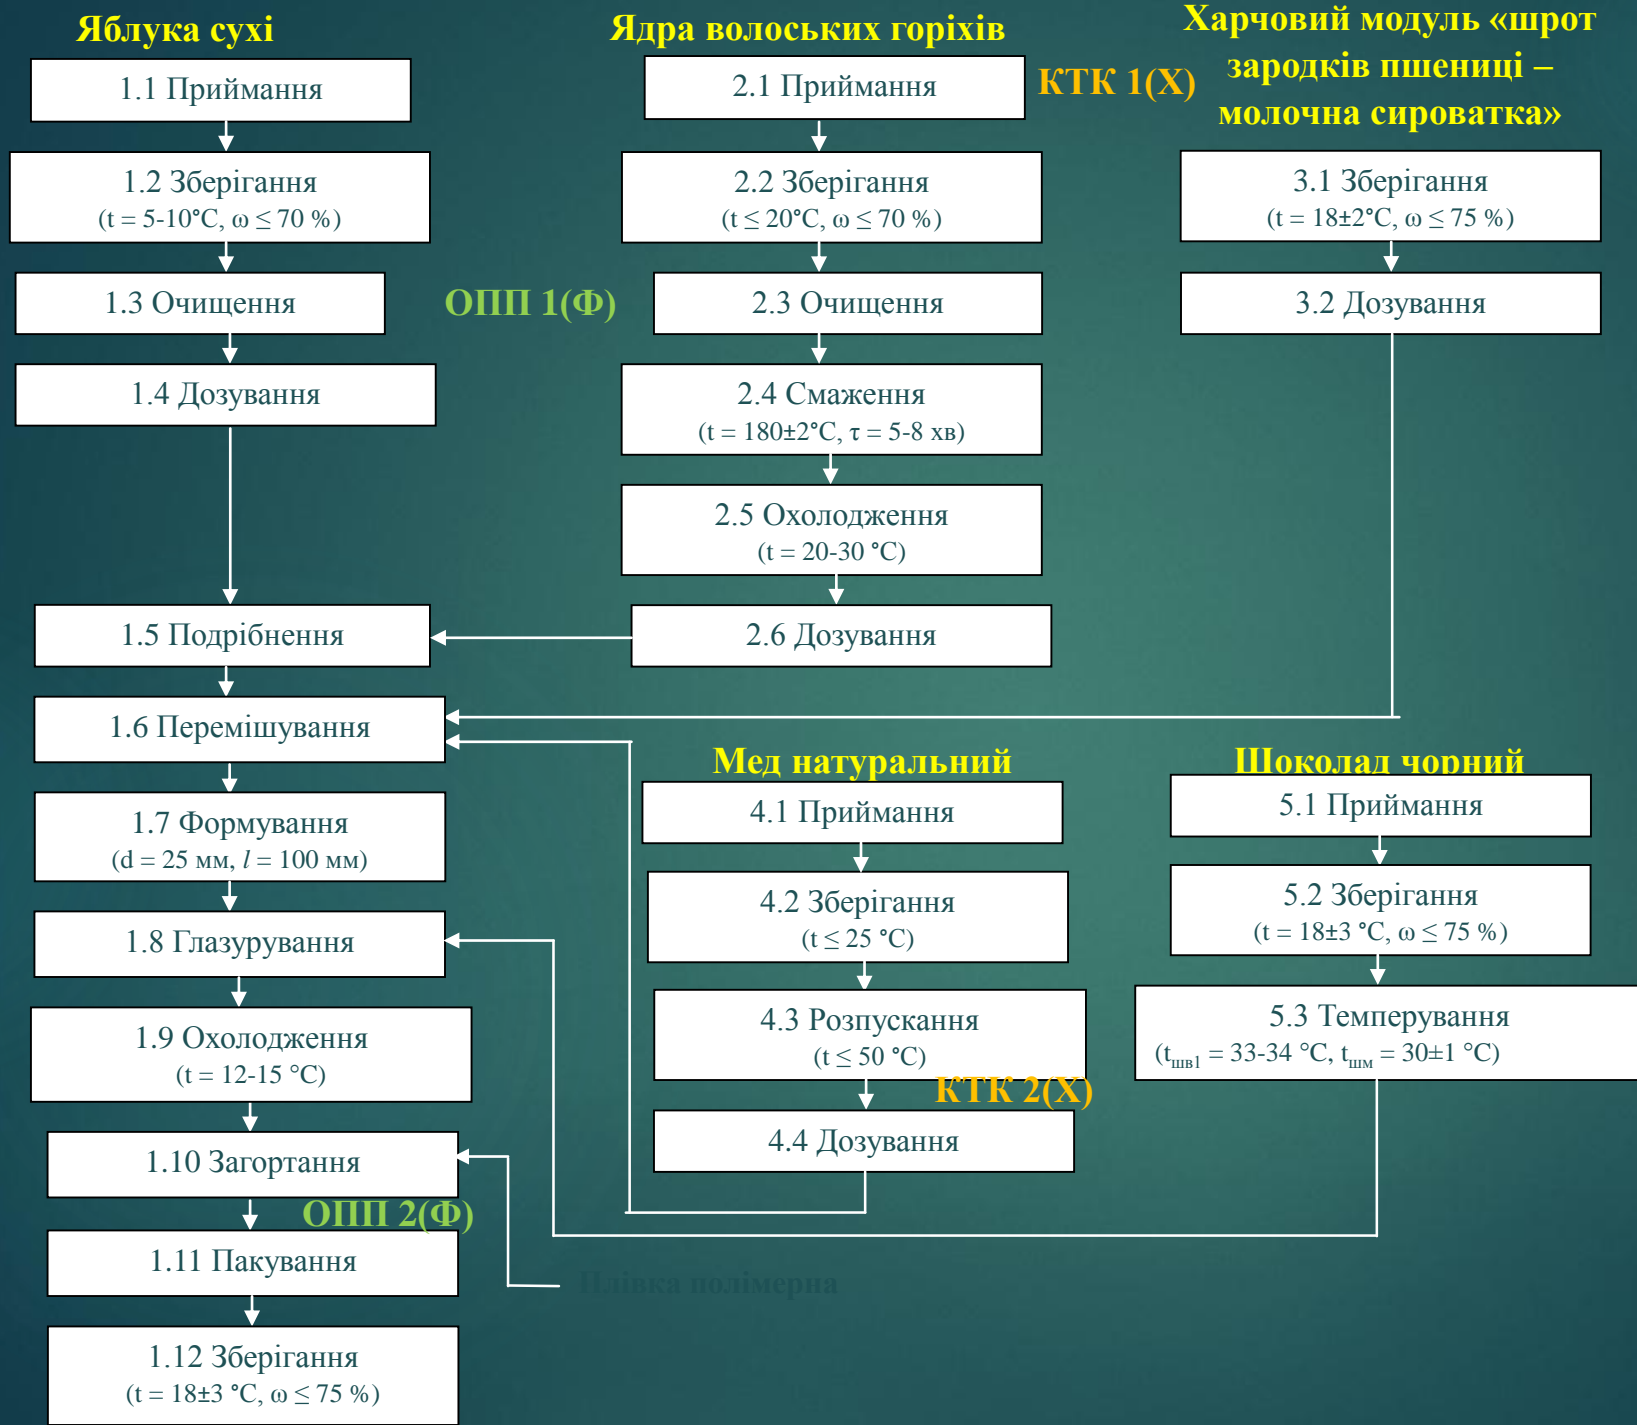 Яблука сухі
1.1 Приймання
1.2 Зберігання
(t = 5-10°С, ω ≤ 70 %)
1.3 Очищення
ОПП 1(Ф)
1.4 Дозування
1.5 Подрібнення
1.6 Перемішування
1.7 Формування
(d = 25 мм, l = 100 мм)
1.8 Глазурування
1.9 Охолодження
(t = 12-15 °С)
1.10 Загортання
ОПП 2(Ф)
1.11 Пакування
Плівка полімерна
1.12 Зберігання
(t = 18±3 °С, ω ≤ 75 %)
Ядра волоських горіхів
2.1 Приймання
КТК 1(Х)
2.2 Зберігання
(t ≤ 20°С, ω ≤ 70 %)
2.3 Очищення
2.4 Смаження
(t = 180±2°С, τ = 5-8 хв)
2.5 Охолодження
(t = 20-30 °С)
2.6 Дозування
Харчовий модуль «шрот
зародків пшениці –
молочна сироватка»
3.1 Зберігання
(t = 18±2°С, ω ≤ 75 %)
3.2 Дозування
Мед натуральний
4.1 Приймання
4.2 Зберігання
(t ≤ 25 °С)
4.3 Розпускання
(t ≤ 50 °С)
КТК 2(Х)
4.4 Дозування
Шоколад чорний
5.1 Приймання
5.2 Зберігання
(t = 18±3 °С, ω ≤ 75 %)
5.3 Темперування
(tшв1 = 33-34 °С, tшм = 30±1 °С)